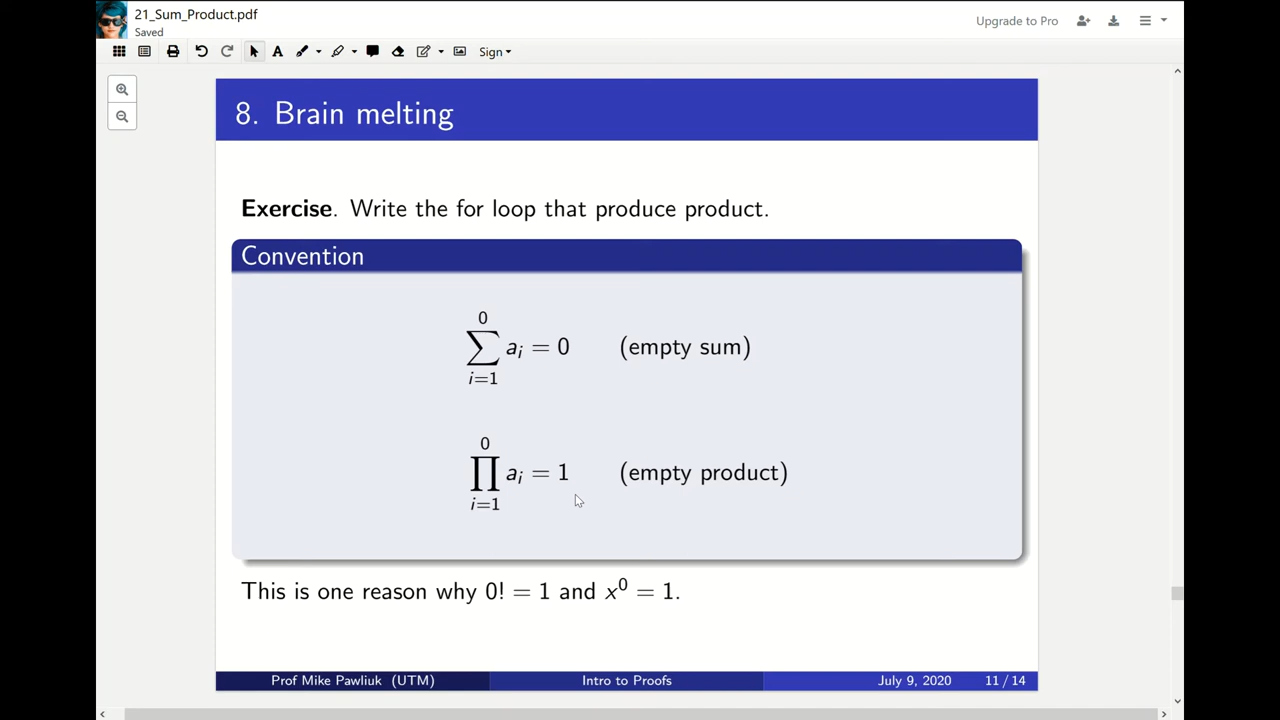 21_Sum_Product.pdf
Saved
Upgrade to Pro
A
Sign
8. Brain melting
Exercise. Write the for loop that produce product.
Convention
∑_{i=1}^{0} a_i = 0 (empty sum)
∏_{i=1}^{0} a_i = 1 (empty product)
This is one reason why 0! = 1 and x^0 = 1.
Prof Mike Pawliuk (UTM) Intro to Proofs July 9, 2020 11 / 14